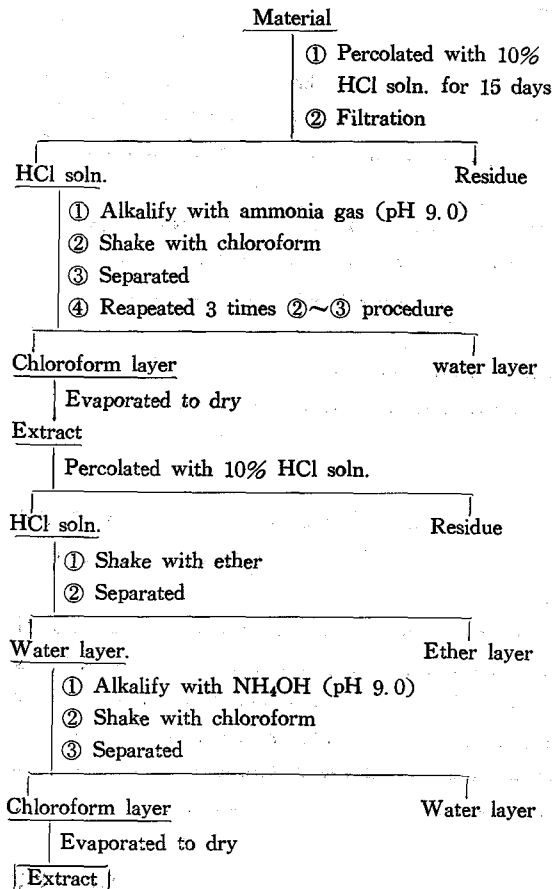 Material
① Percolated with 10%
HCl soln. for 15 days
② Filtration
HCl soln.
Residue
① Alkalify with ammonia gas (pH 9.0)
② Shake with chloroform
③ Separated
④ Reapeated 3 times ②~③ procedure
Chloroform layer
water layer
Evaporated to dry
Extract
Percolated with 10% HCl soln.
HCl soln.
Residue
① Shake with ether
② Separated
Water layer.
Ether layer
① Alkalify with NH₄OH (pH 9.0)
② Shake with chloroform
③ Separated
Chloroform layer
Water layer
Evaporated to dry
Extract